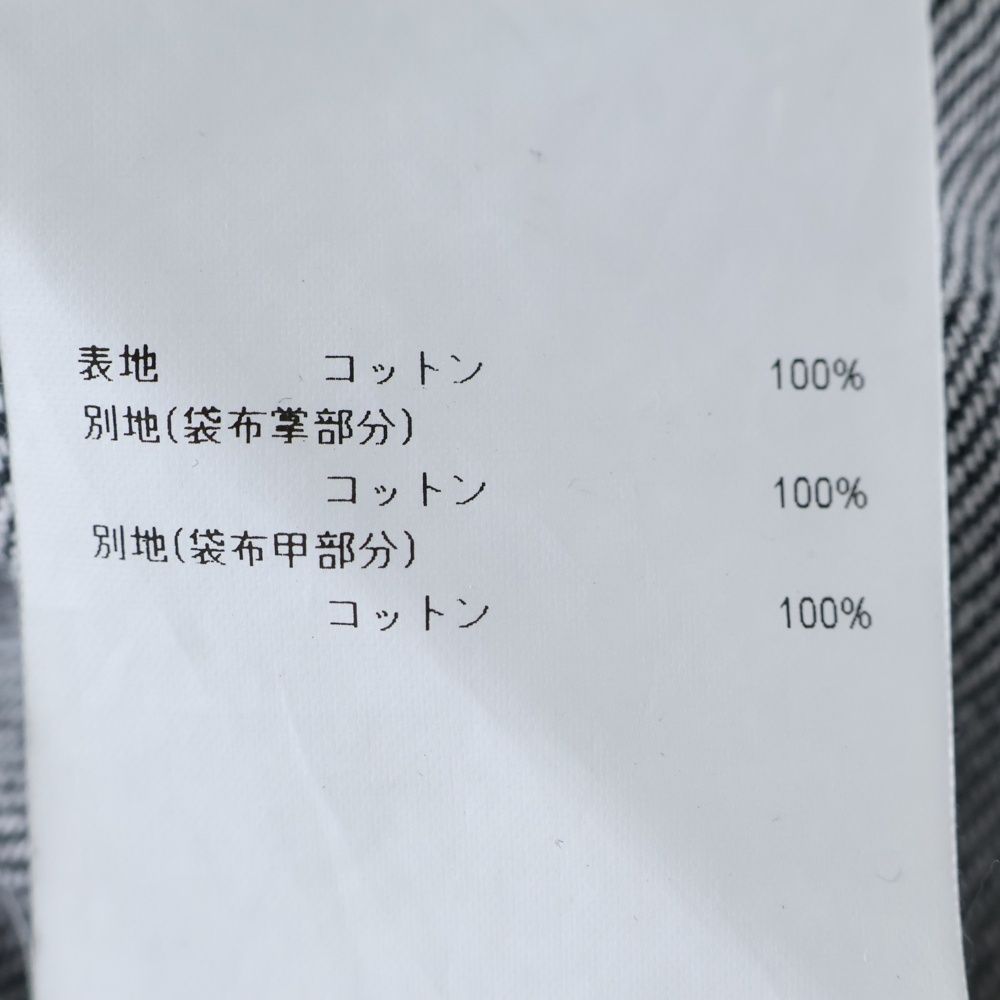 表地 コットン 100%
別地(袋布掌部分)
コットン 100%
別地(袋布甲部分)
コットン 100%